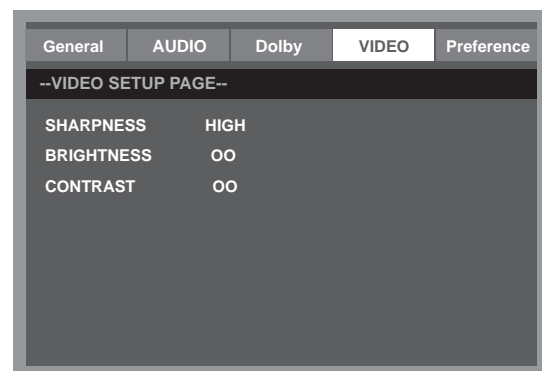 General AUDIO Dolby VIDEO Preference
--VIDEO SETUP PAGE--
SHARPNESS HIGH
BRIGHTNESS OO
CONTRAST OO